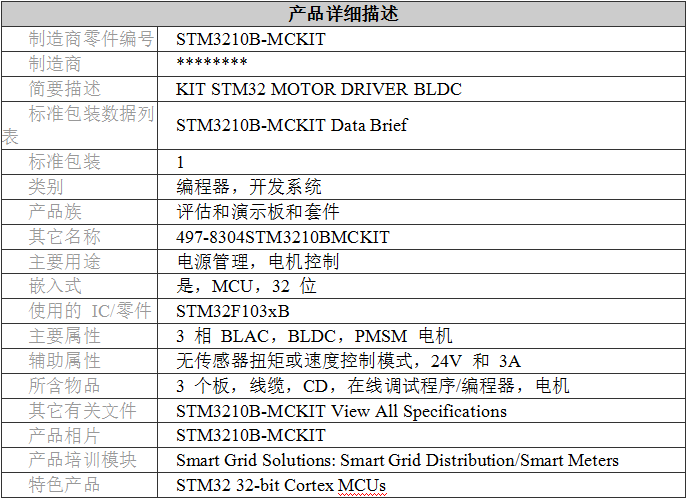 产品详细描述
制造商零件编号 STM3210B-MCKIT
制造商 ********
简要描述 KIT STM32 MOTOR DRIVER BLDC
标准包装数据列表 STM3210B-MCKIT Data Brief
标准包装 1
类别 编程器，开发系统
产品族 评估和演示板和套件
其它名称 497-8304STM3210BMCKIT
主要用途 电源管理，电机控制
嵌入式 是，MCU，32 位
使用的 IC/零件 STM32F103xB
主要属性 3 相 BLAC，BLDC，PMSM 电机
辅助属性 无传感器扭矩或速度控制模式，24V 和 3A
所含物品 3 个板，线缆，CD，在线调试程序/编程器，电机
其它有关文件 STM3210B-MCKIT View All Specifications
产品相片 STM3210B-MCKIT
产品培训模块 Smart Grid Solutions: Smart Grid Distribution/Smart Meters
特色产品 STM32 32-bit Cortex MCUs